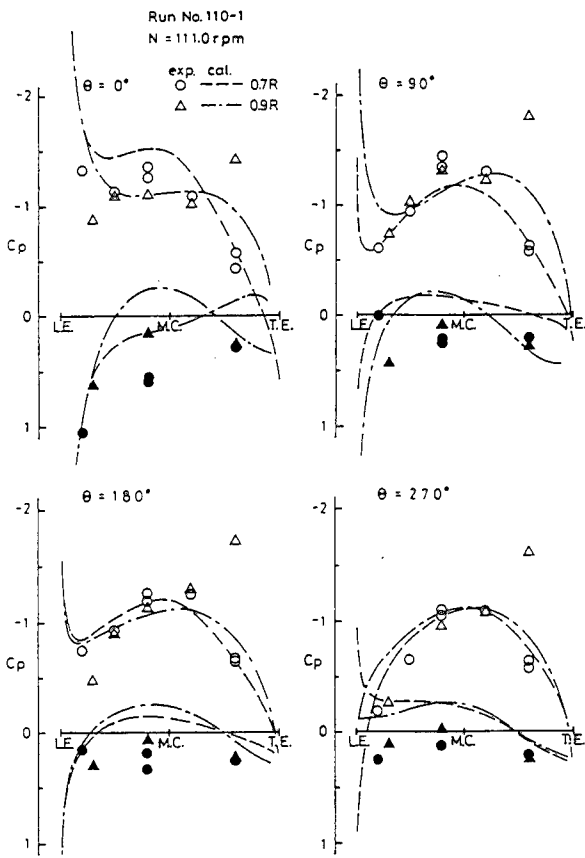 Run No. 110-1
N = 111.0 rpm
exp. cal.
0.7R
0.9R
θ = 0°
-2
-1
Cp
0
1
L.E.
M.C.
T.E.
θ = 90°
-2
-1
Cp
0
1
L.E.
M.C.
T.E.
θ = 180°
-2
-1
Cp
0
1
L.E.
M.C.
T.E.
θ = 270°
-2
-1
Cp
0
1
L.E.
M.C.
T.E.